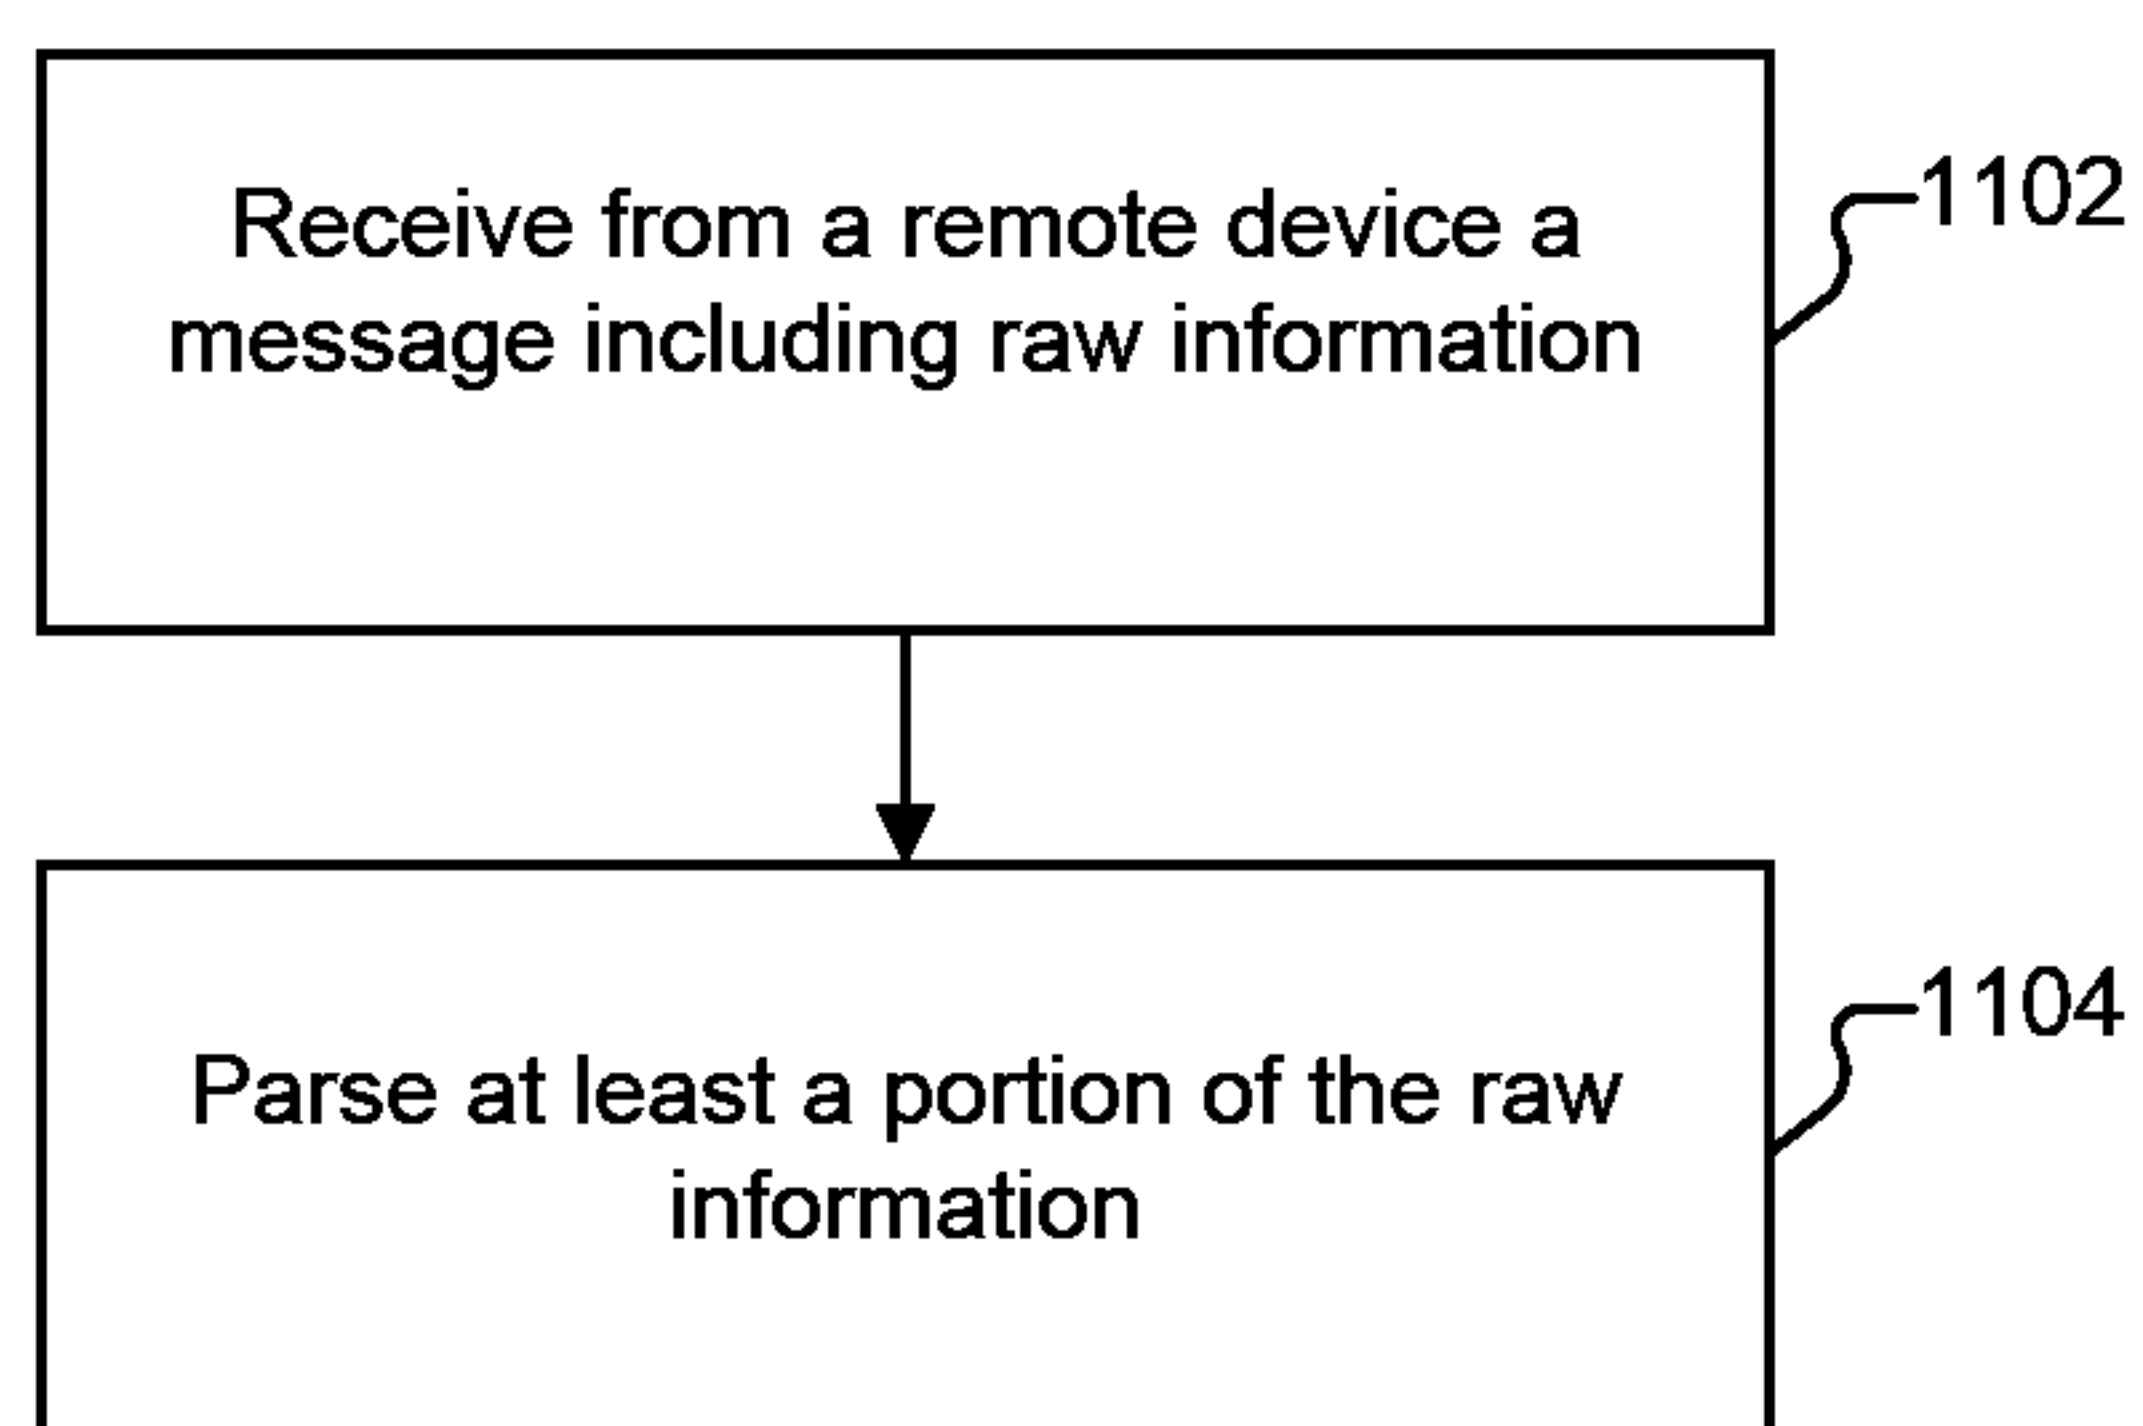 Receive from a remote device a
message including raw information
1102
Parse at least a portion of the raw
information
1104